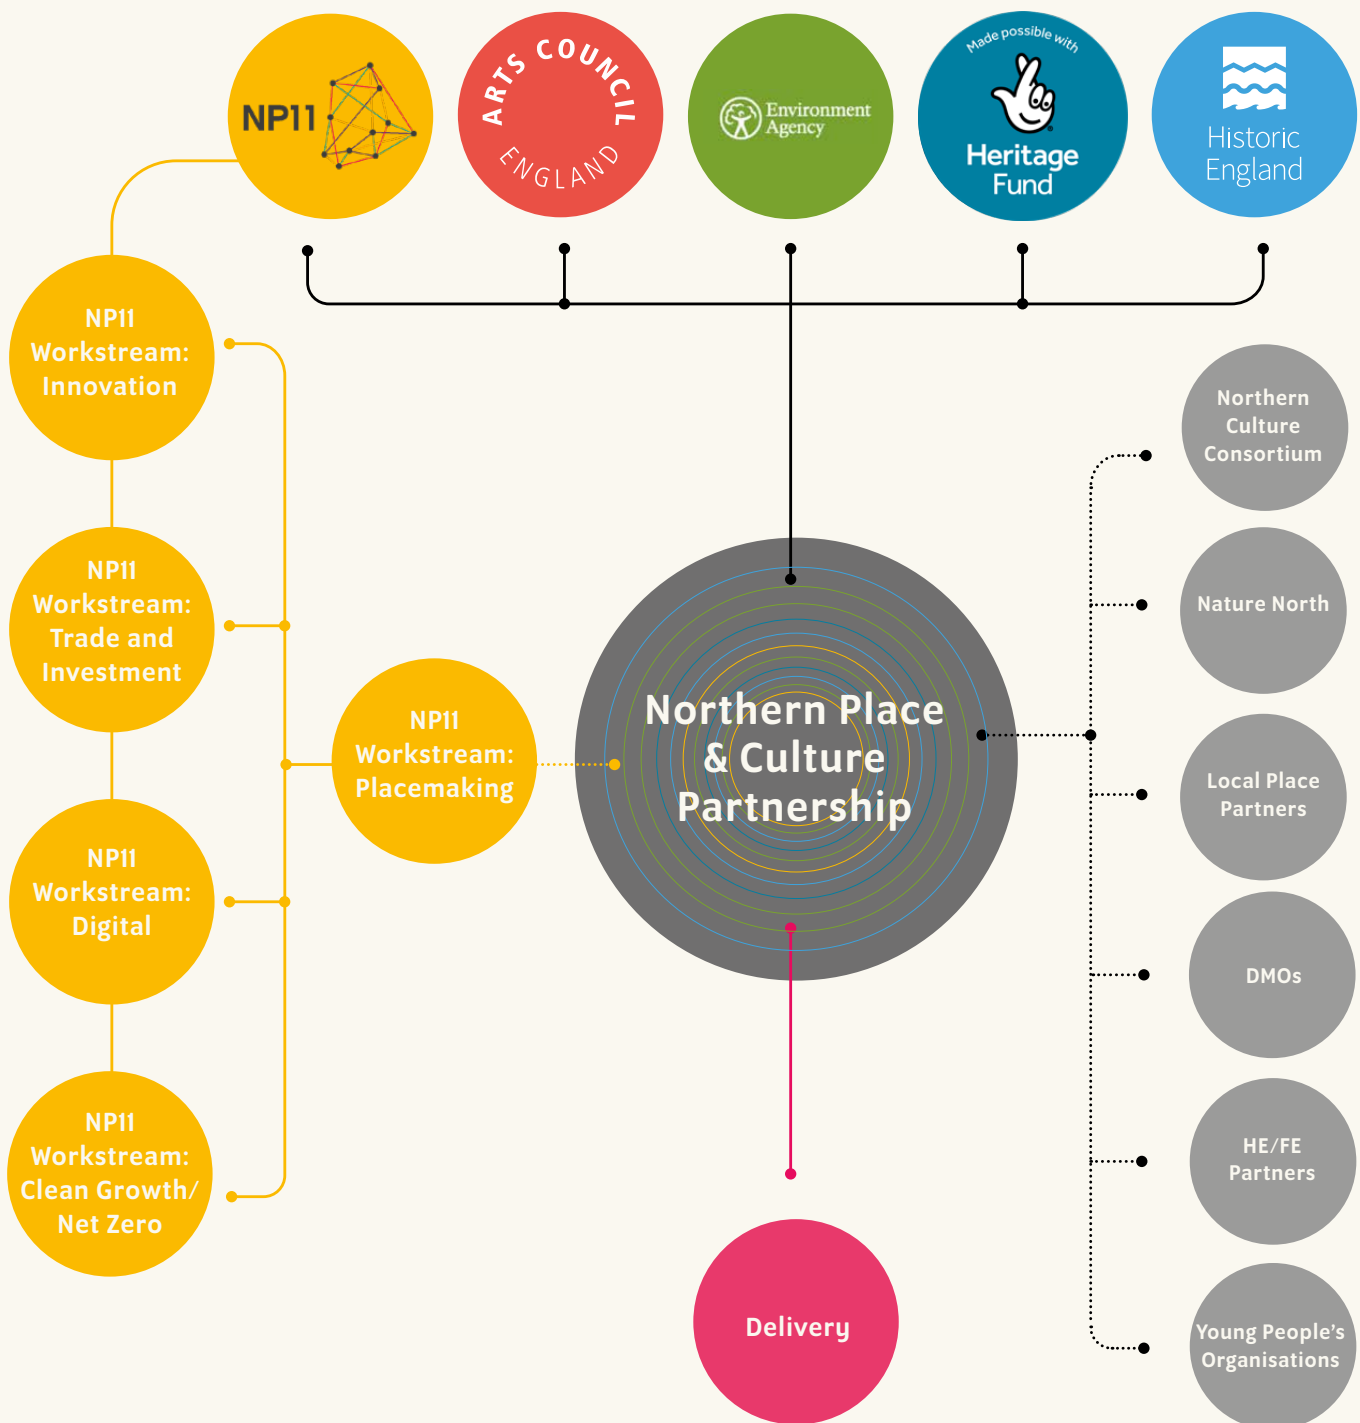 NP11
ARTS COUNCIL
ENGLAND
Environment
Agency
Made possible with
Heritage
Fund
Historic
England
NP11
Workstream:
Innovation
NP11
Workstream:
Trade and
Investment
NP11
Workstream:
Digital
NP11
Workstream:
Clean Growth/
Net Zero
NP11
Workstream:
Placemaking
Northern Place
& Culture
Partnership
Delivery
Northern
Culture
Consortium
Nature North
Local Place
Partners
DMOs
HE/FE
Partners
Young People’s
Organisations